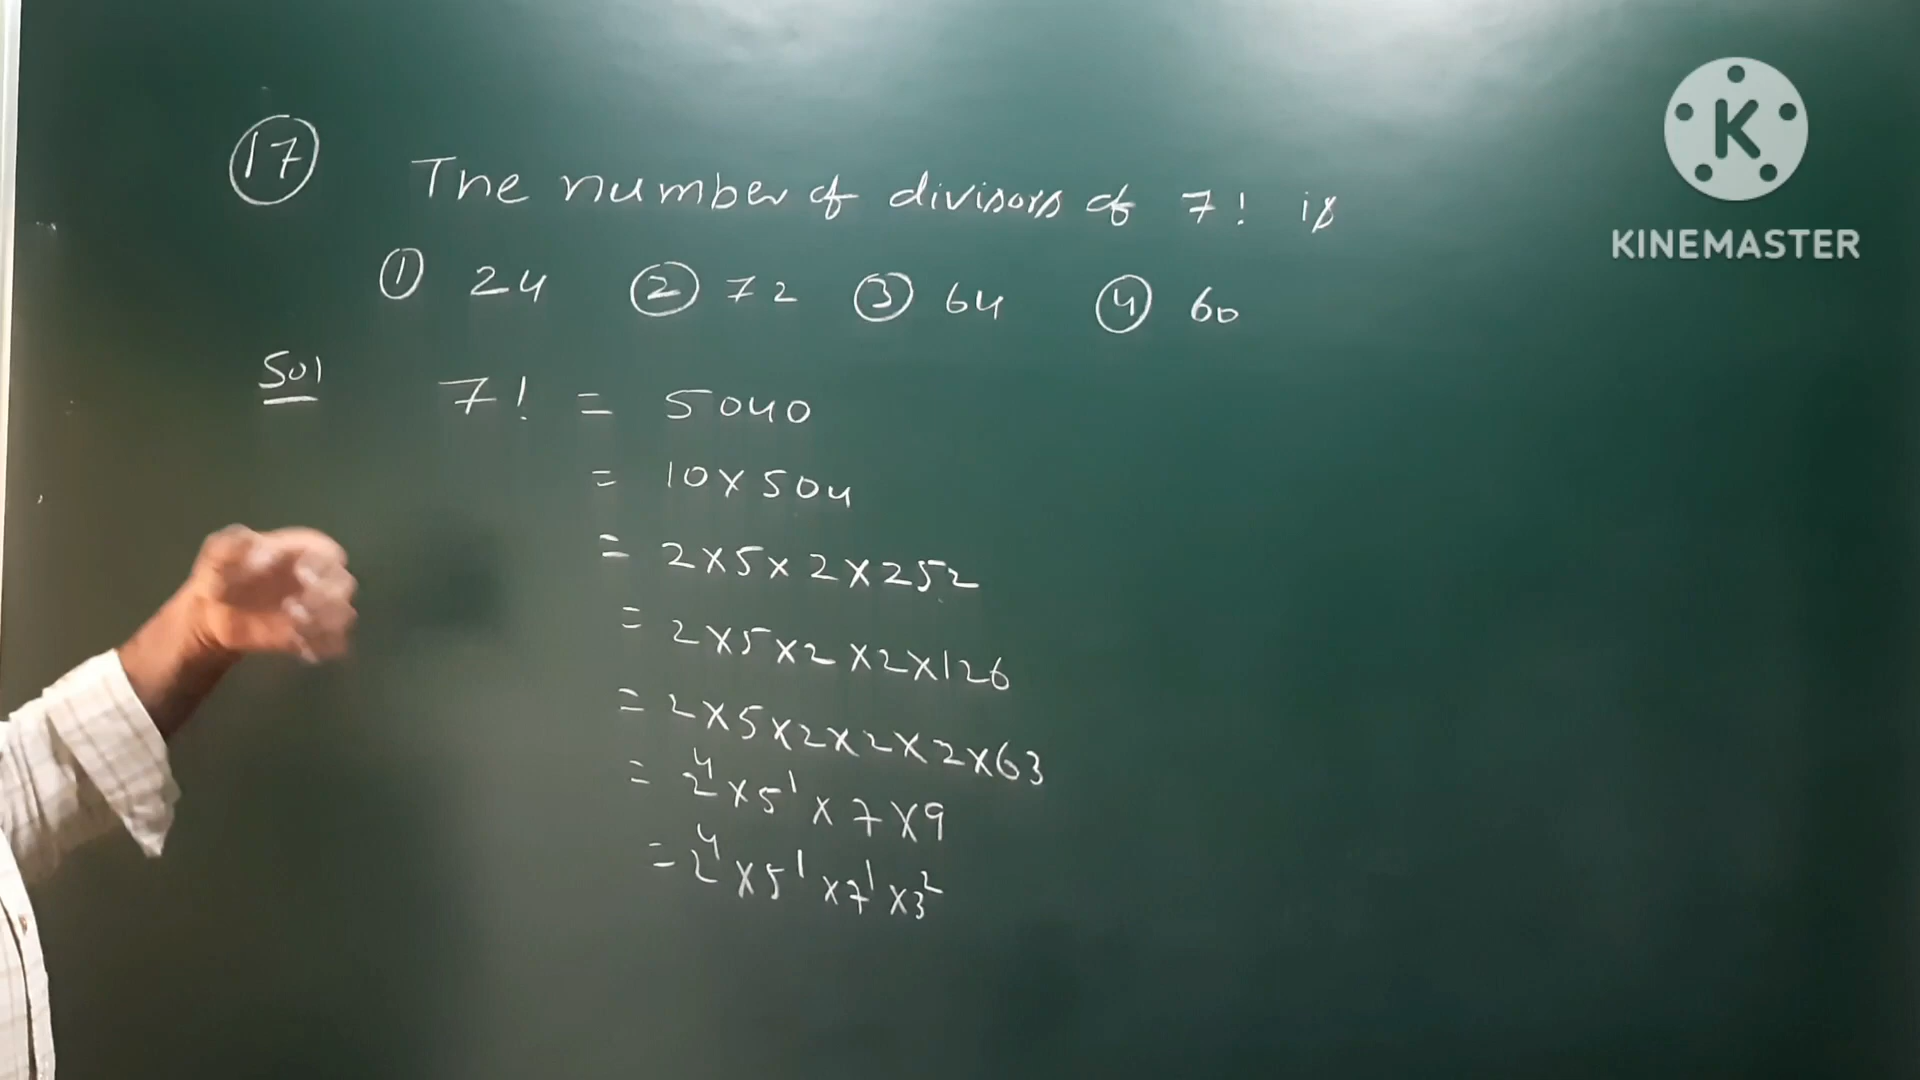 17 The number of divisors of 7! is
1 24 2 72 3 64 4 60
Sol 7! = 5040
= 10×504
= 2×5×2×252
= 2×5×2×2×126
= 2×5×2×2×2×63
= 2⁴×5¹×7×9
= 2⁴×5¹×7¹×3²
K
KINEMASTER